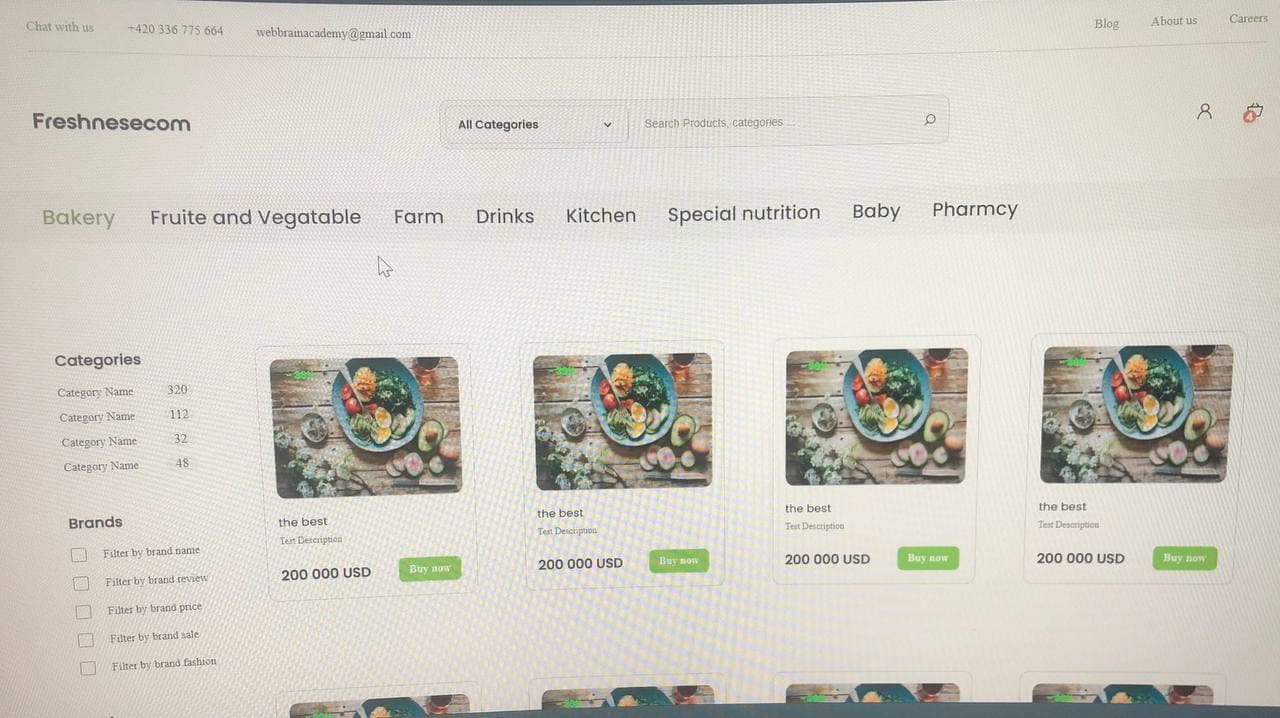 Chat with us +420 336 775 664 webbrainacademy@gmail.com Blog About us Careers
Freshnesecom All Categories Search Products, categories ... 4
Bakery Fruite and Vegatable Farm Drinks Kitchen Special nutrition Baby Pharmcy
Categories
Category Name 320
Category Name 112
Category Name 32
Category Name 48
Brands
Filter by brand name
Filter by brand review
Filter by brand price
Filter by brand sale
Filter by brand fashion
the best
Test Description
200 000 USD Buy now
the best
Test Description
200 000 USD Buy now
the best
Test Description
200 000 USD Buy now
the best
Test Description
200 000 USD Buy now